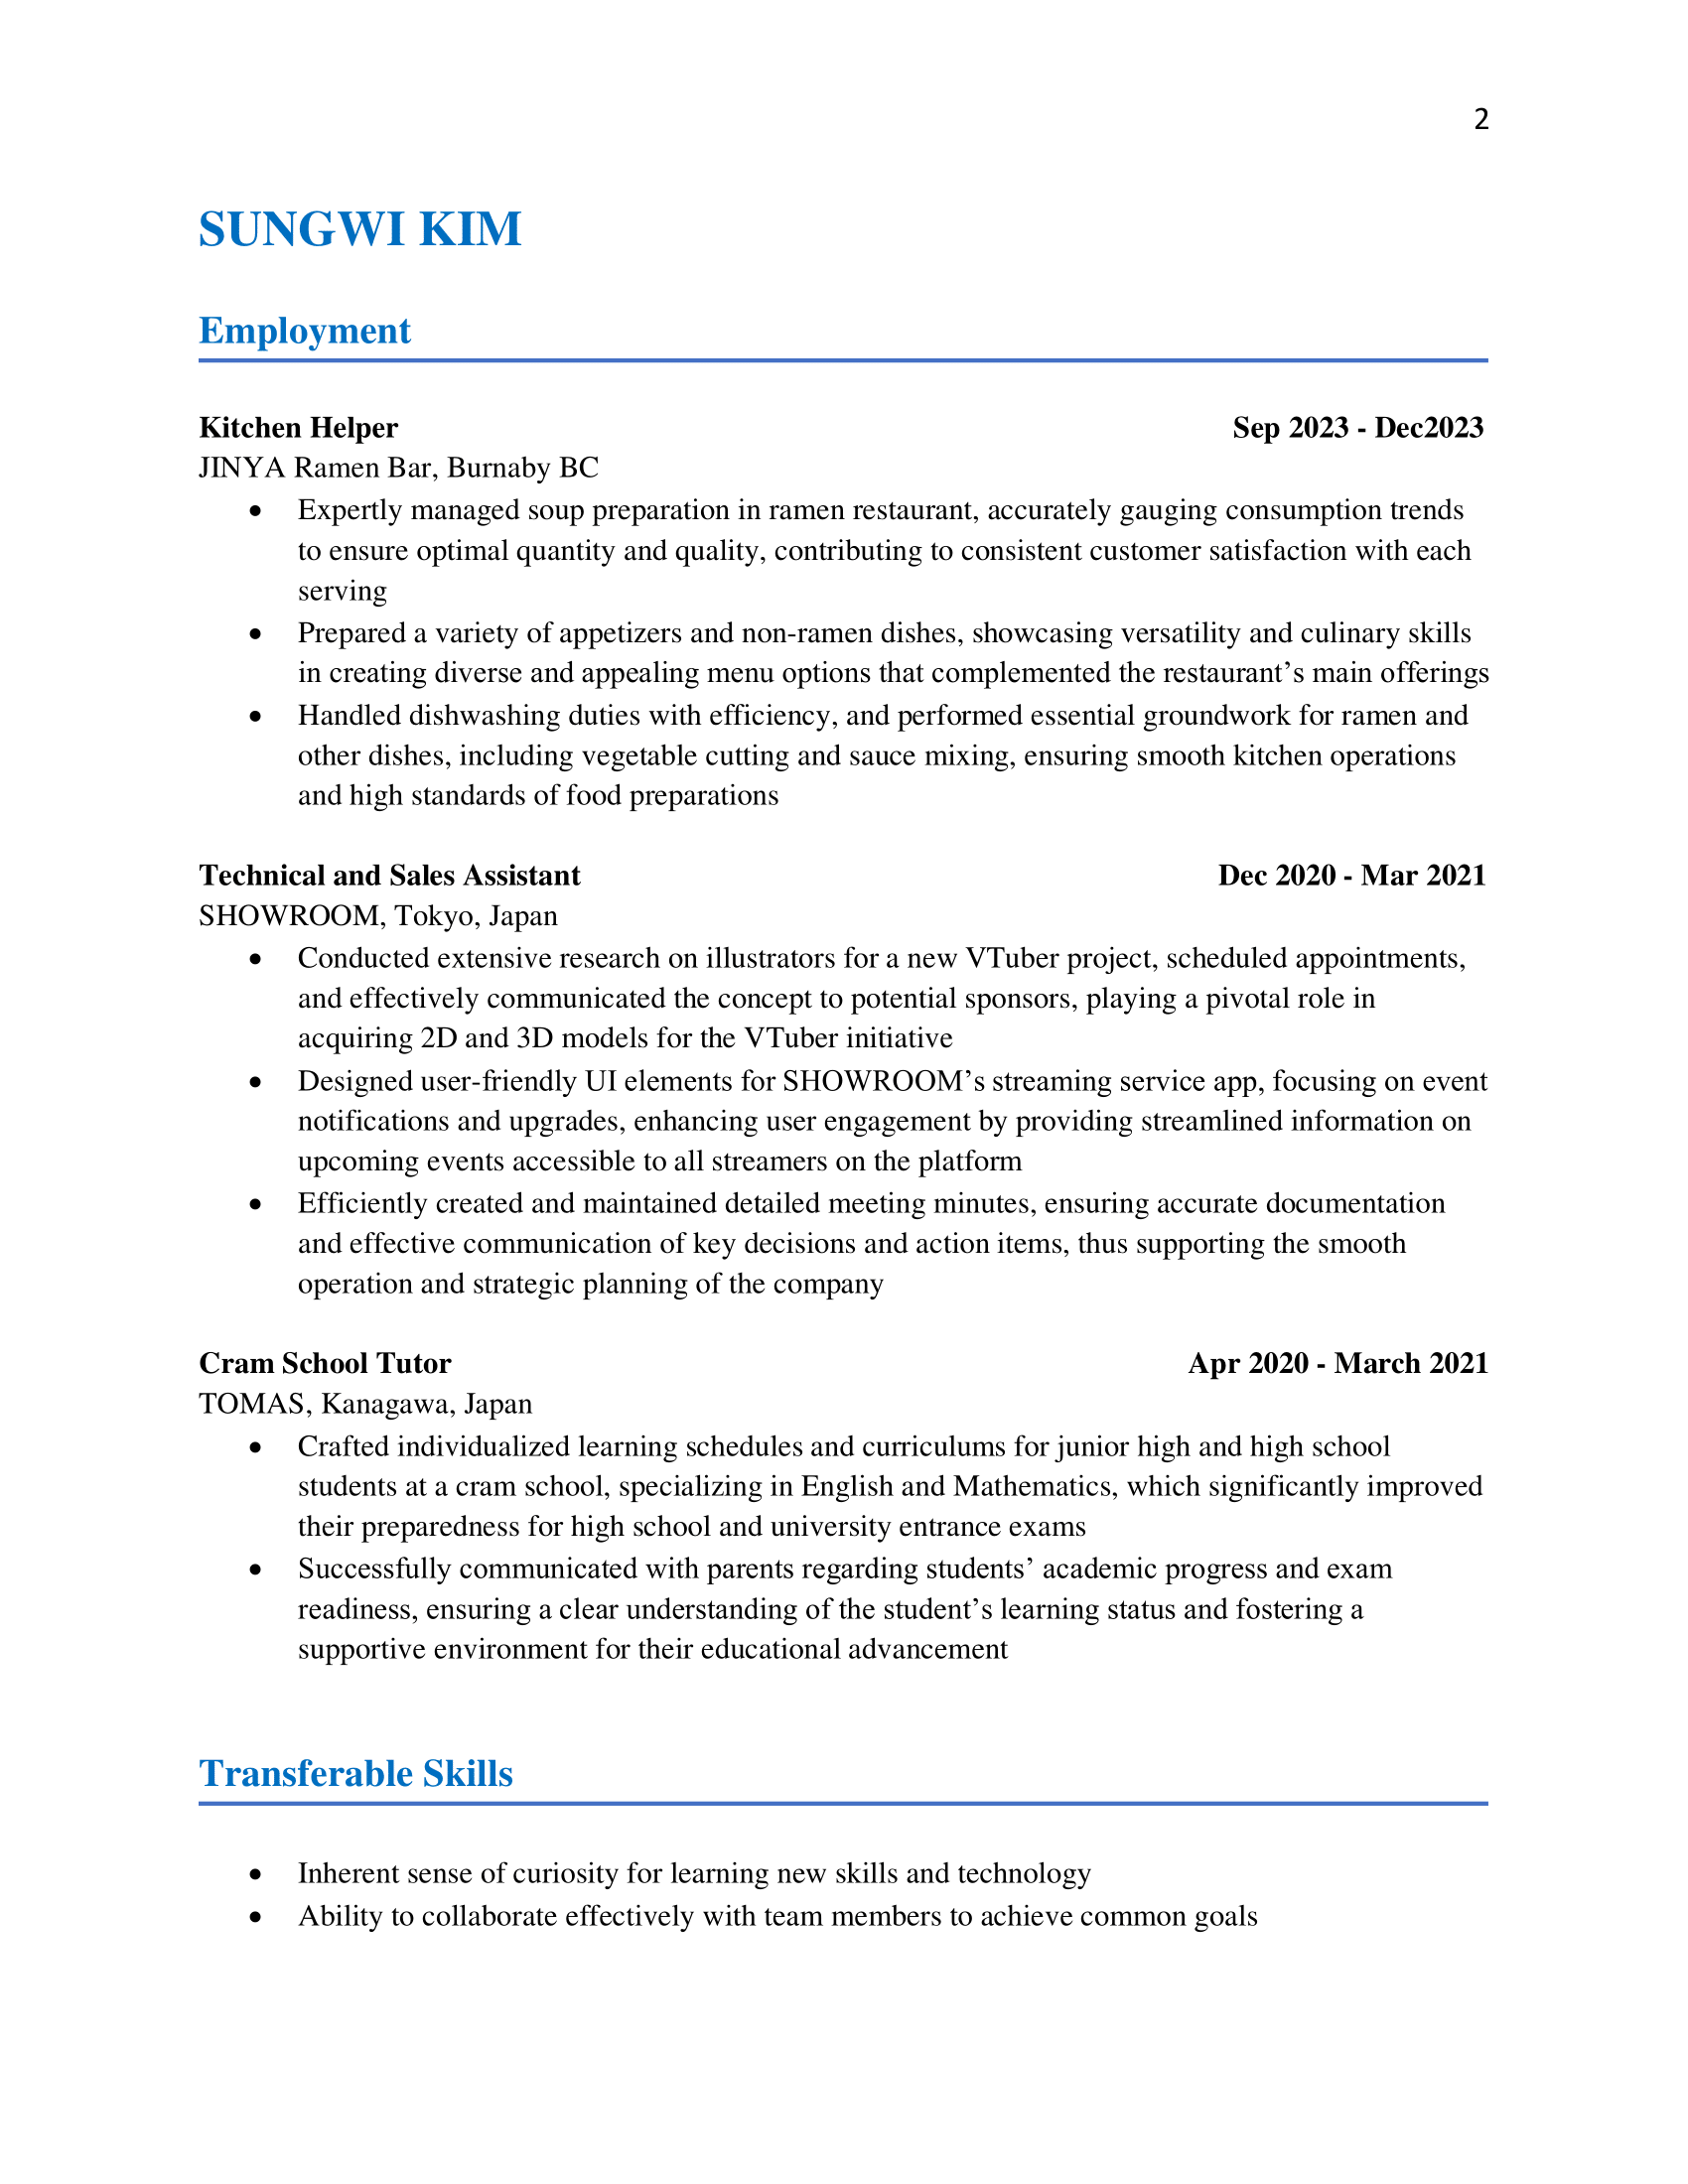 2
SUNGWI KIM
Employment
Kitchen Helper Sep 2023 - Dec2023
JINYA Ramen Bar, Burnaby BC
• Expertly managed soup preparation in ramen restaurant, accurately gauging consumption trends
to ensure optimal quantity and quality, contributing to consistent customer satisfaction with each
serving
• Prepared a variety of appetizers and non-ramen dishes, showcasing versatility and culinary skills
in creating diverse and appealing menu options that complemented the restaurant’s main offerings
• Handled dishwashing duties with efficiency, and performed essential groundwork for ramen and
other dishes, including vegetable cutting and sauce mixing, ensuring smooth kitchen operations
and high standards of food preparations
Technical and Sales Assistant Dec 2020 - Mar 2021
SHOWROOM, Tokyo, Japan
• Conducted extensive research on illustrators for a new VTuber project, scheduled appointments,
and effectively communicated the concept to potential sponsors, playing a pivotal role in
acquiring 2D and 3D models for the VTuber initiative
• Designed user-friendly UI elements for SHOWROOM’s streaming service app, focusing on event
notifications and upgrades, enhancing user engagement by providing streamlined information on
upcoming events accessible to all streamers on the platform
• Efficiently created and maintained detailed meeting minutes, ensuring accurate documentation
and effective communication of key decisions and action items, thus supporting the smooth
operation and strategic planning of the company
Cram School Tutor Apr 2020 - March 2021
TOMAS, Kanagawa, Japan
• Crafted individualized learning schedules and curriculums for junior high and high school
students at a cram school, specializing in English and Mathematics, which significantly improved
their preparedness for high school and university entrance exams
• Successfully communicated with parents regarding students’ academic progress and exam
readiness, ensuring a clear understanding of the student’s learning status and fostering a
supportive environment for their educational advancement
Transferable Skills
• Inherent sense of curiosity for learning new skills and technology
• Ability to collaborate effectively with team members to achieve common goals